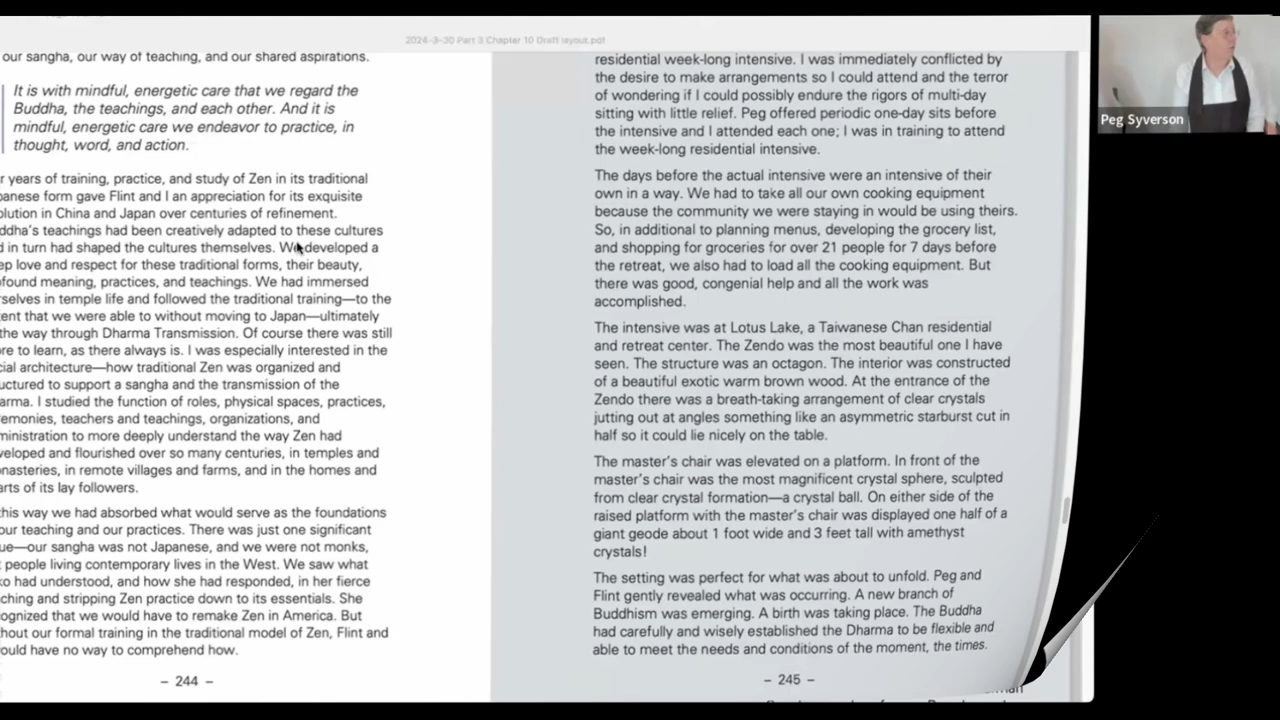 2024-3-30 Part 3 Chapter 10 Draft layout.pdf
our sangha, our way of teaching, and our shared aspirations.
It is with mindful, energetic care that we regard the
Buddha, the teachings, and each other. And it is
mindful, energetic care we endeavor to practice, in
thought, word, and action.
r years of training, practice, and study of Zen in its traditional
panese form gave Flint and I an appreciation for its exquisite
olution in China and Japan over centuries of refinement.
ddha's teachings had been creatively adapted to these cultures
d in turn had shaped the cultures themselves. We developed a
ep love and respect for these traditional forms, their beauty,
ofound meaning, practices, and teachings. We had immersed
rselves in temple life and followed the traditional training—to the
ent that we were able to without moving to Japan—ultimately
the way through Dharma Transmission. Of course there was still
re to learn, as there always is. I was especially interested in the
cial architecture—how traditional Zen was organized and
uctured to support a sangha and the transmission of the
arma. I studied the function of roles, physical spaces, practices,
emonies, teachers and teachings, organizations, and
ministration to more deeply understand the way Zen had
veloped and flourished over so many centuries, in temples and
onasteries, in remote villages and farms, and in the homes and
arts of its lay followers.
this way we had absorbed what would serve as the foundations
our teaching and our practices. There was just one significant
ue—our sangha was not Japanese, and we were not monks,
people living contemporary lives in the West. We saw what
ko had understood, and how she had responded, in her fierce
ching and stripping Zen practice down to its essentials. She
ognized that we would have to remake Zen in America. But
hout our formal training in the traditional model of Zen, Flint and
ould have no way to comprehend how.
– 244 –
residential week-long intensive. I was immediately conflicted by
the desire to make arrangements so I could attend and the terror
of wondering if I could possibly endure the rigors of multi-day
sitting with little relief. Peg offered periodic one-day sits before
the intensive and I attended each one; I was in training to attend
the week-long residential intensive.
The days before the actual intensive were an intensive of their
own in a way. We had to take all our own cooking equipment
because the community we were staying in would be using theirs.
So, in additional to planning menus, developing the grocery list,
and shopping for groceries for over 21 people for 7 days before
the retreat, we also had to load all the cooking equipment. But
there was good, congenial help and all the work was
accomplished.
The intensive was at Lotus Lake, a Taiwanese Chan residential
and retreat center. The Zendo was the most beautiful one I have
seen. The structure was an octagon. The interior was constructed
of a beautiful exotic warm brown wood. At the entrance of the
Zendo there was a breath-taking arrangement of clear crystals
jutting out at angles something like an asymmetric starburst cut in
half so it could lie nicely on the table.
The master's chair was elevated on a platform. In front of the
master's chair was the most magnificent crystal sphere, sculpted
from clear crystal formation—a crystal ball. On either side of the
raised platform with the master's chair was displayed one half of a
giant geode about 1 foot wide and 3 feet tall with amethyst
crystals!
The setting was perfect for what was about to unfold. Peg and
Flint gently revealed what was occurring. A new branch of
Buddhism was emerging. A birth was taking place. The Buddha
had carefully and wisely established the Dharma to be flexible and
able to meet the needs and conditions of the moment, the times.
– 245 –
Peg Syverson